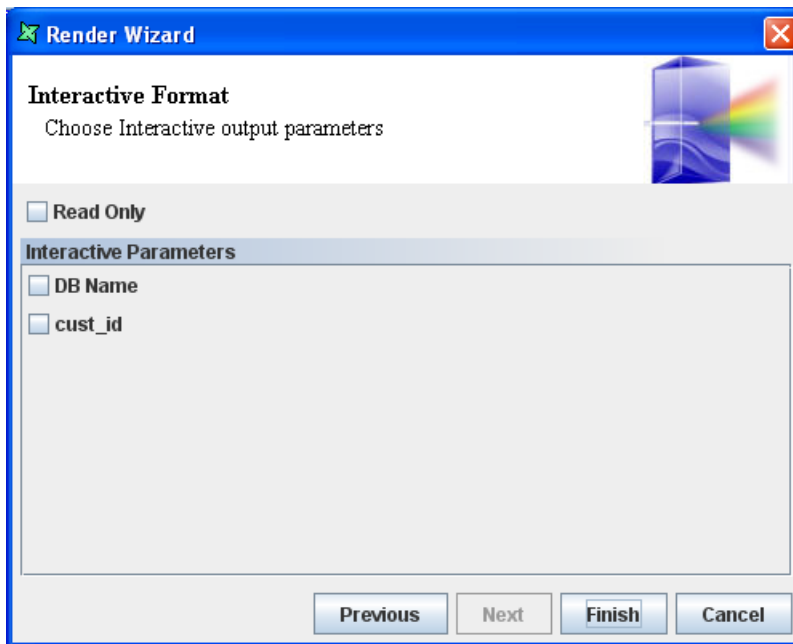 Render Wizard
Interactive Format
Choose Interactive output parameters
Read Only
Interactive Parameters
DB Name
cust_id
Previous Next Finish Cancel